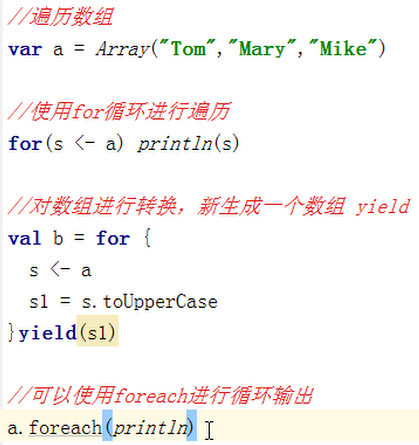 //遍历数组
var a = Array("Tom","Mary","Mike")
//使用for循环进行遍历
for(s <- a) println(s)
//对数组进行转换，新生成一个数组 yield
val b = for {
s <- a
s1 = s.toUpperCase
}yield(s1)
//可以使用foreach进行循环输出
a.foreach(println)